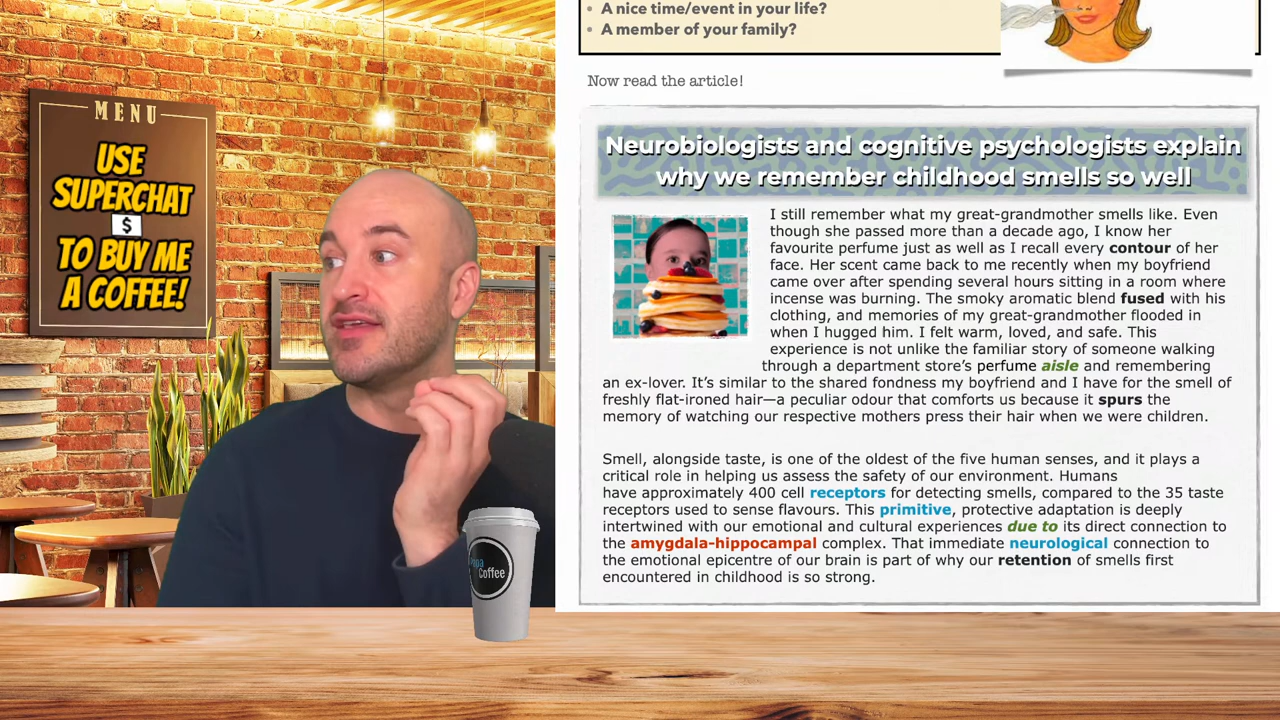 MENU
USE
SUPERCHAT
$
TO BUY ME
A COFFEE!
Coffee
• A nice time/event in your life?
• A member of your family?
Now read the article!
Neurobiologists and cognitive psychologists explain
why we remember childhood smells so well
I still remember what my great-grandmother smells like. Even
though she passed more than a decade ago, I know her
favourite perfume just as well as I recall every contour of her
face. Her scent came back to me recently when my boyfriend
came over after spending several hours sitting in a room where
incense was burning. The smoky aromatic blend fused with his
clothing, and memories of my great-grandmother flooded in
when I hugged him. I felt warm, loved, and safe. This
experience is not unlike the familiar story of someone walking
through a department store’s perfume aisle and remembering
an ex-lover. It’s similar to the shared fondness my boyfriend and I have for the smell of
freshly flat-ironed hair—a peculiar odour that comforts us because it spurs the
memory of watching our respective mothers press their hair when we were children.
Smell, alongside taste, is one of the oldest of the five human senses, and it plays a
critical role in helping us assess the safety of our environment. Humans
have approximately 400 cell receptors for detecting smells, compared to the 35 taste
receptors used to sense flavours. This primitive, protective adaptation is deeply
intertwined with our emotional and cultural experiences due to its direct connection to
the amygdala-hippocampal complex. That immediate neurological connection to
the emotional epicentre of our brain is part of why our retention of smells first
encountered in childhood is so strong.